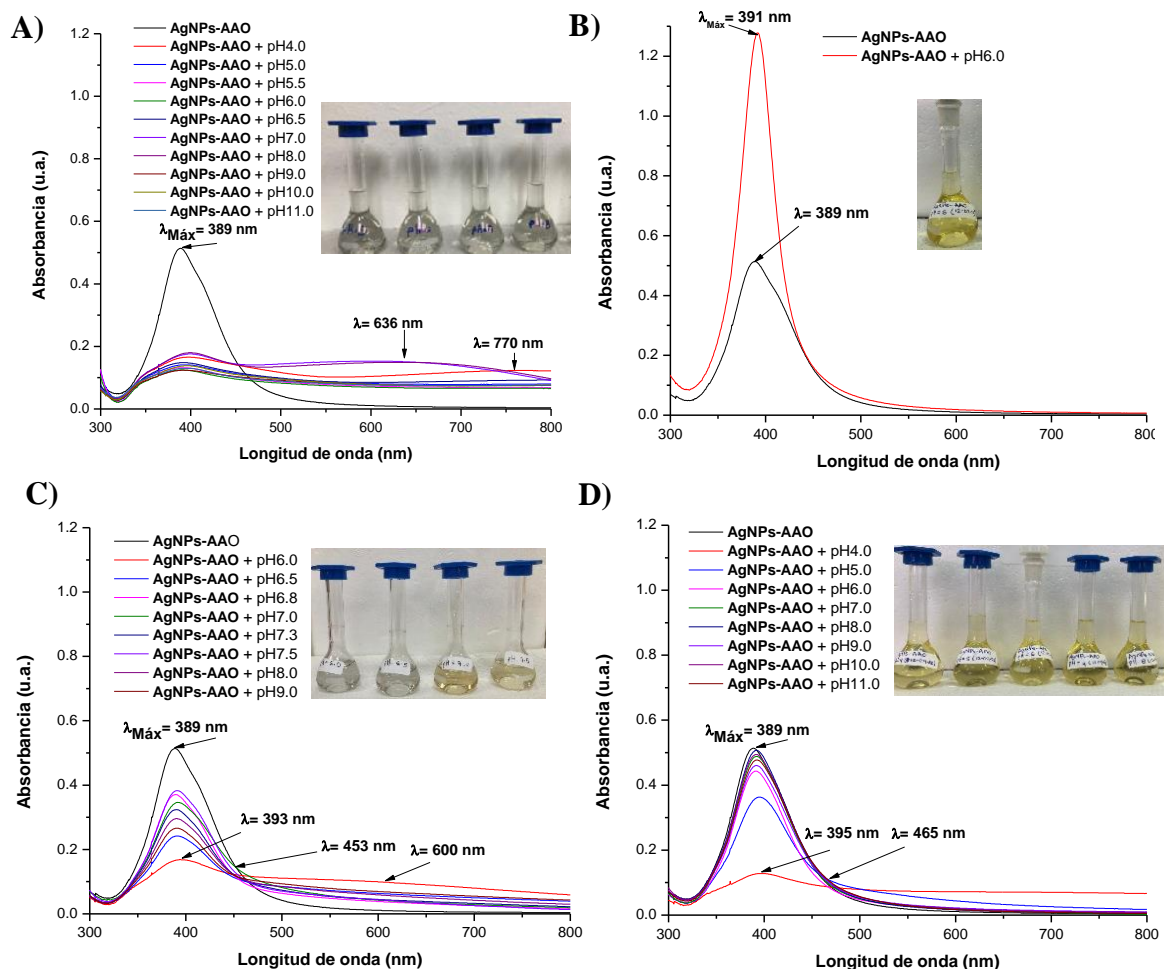 A)
AgNPs-AAO
AgNPs-AAO + pH4.0
AgNPs-AAO + pH5.0
AgNPs-AAO + pH5.5
AgNPs-AAO + pH6.0
AgNPs-AAO + pH6.5
AgNPs-AAO + pH7.0
AgNPs-AAO + pH8.0
AgNPs-AAO + pH9.0
AgNPs-AAO + pH10.0
AgNPs-AAO + pH11.0
λMáx = 389 nm
λ= 636 nm
λ= 770 nm
1.2
1.0
0.8
0.6
0.4
0.2
0.0
300 400 500 600 700 800
Absorbancia (u.a.)
Longitud de onda (nm)
B)
λMáx = 391 nm
AgNPs-AAO
AgNPs-AAO + pH6.0
λ= 389 nm
1.2
1.0
0.8
0.6
0.4
0.2
0.0
300 400 500 600 700 800
Absorbancia (u.a.)
Longitud de onda (nm)
C)
AgNPs-AAO
AgNPs-AAO + pH6.0
AgNPs-AAO + pH6.5
AgNPs-AAO + pH6.8
AgNPs-AAO + pH7.0
AgNPs-AAO + pH7.3
AgNPs-AAO + pH7.5
AgNPs-AAO + pH8.0
AgNPs-AAO + pH9.0
λMáx= 389 nm
λ= 393 nm
λ= 453 nm
λ= 600 nm
1.2
1.0
0.8
0.6
0.4
0.2
0.0
300 400 500 600 700 800
Absorbancia (u.a.)
Longitud de onda (nm)
D)
AgNPs-AAO
AgNPs-AAO + pH4.0
AgNPs-AAO + pH5.0
AgNPs-AAO + pH6.0
AgNPs-AAO + pH7.0
AgNPs-AAO + pH8.0
AgNPs-AAO + pH9.0
AgNPs-AAO + pH10.0
AgNPs-AAO + pH11.0
λMáx= 389 nm
λ= 395 nm
λ= 465 nm
1.2
1.0
0.8
0.6
0.4
0.2
0.0
300 400 500 600 700 800
Absorbancia (u.a.)
Longitud de onda (nm)